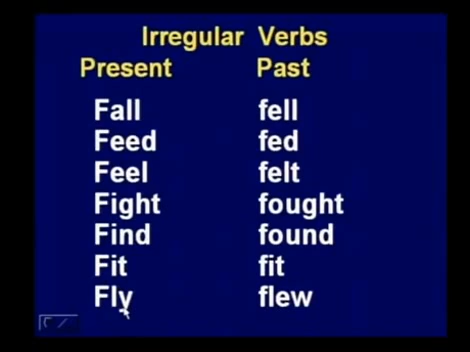 Irregular Verbs
Present Past
Fall fell
Feed fed
Feel felt
Fight fought
Find found
Fit fit
Fly flew